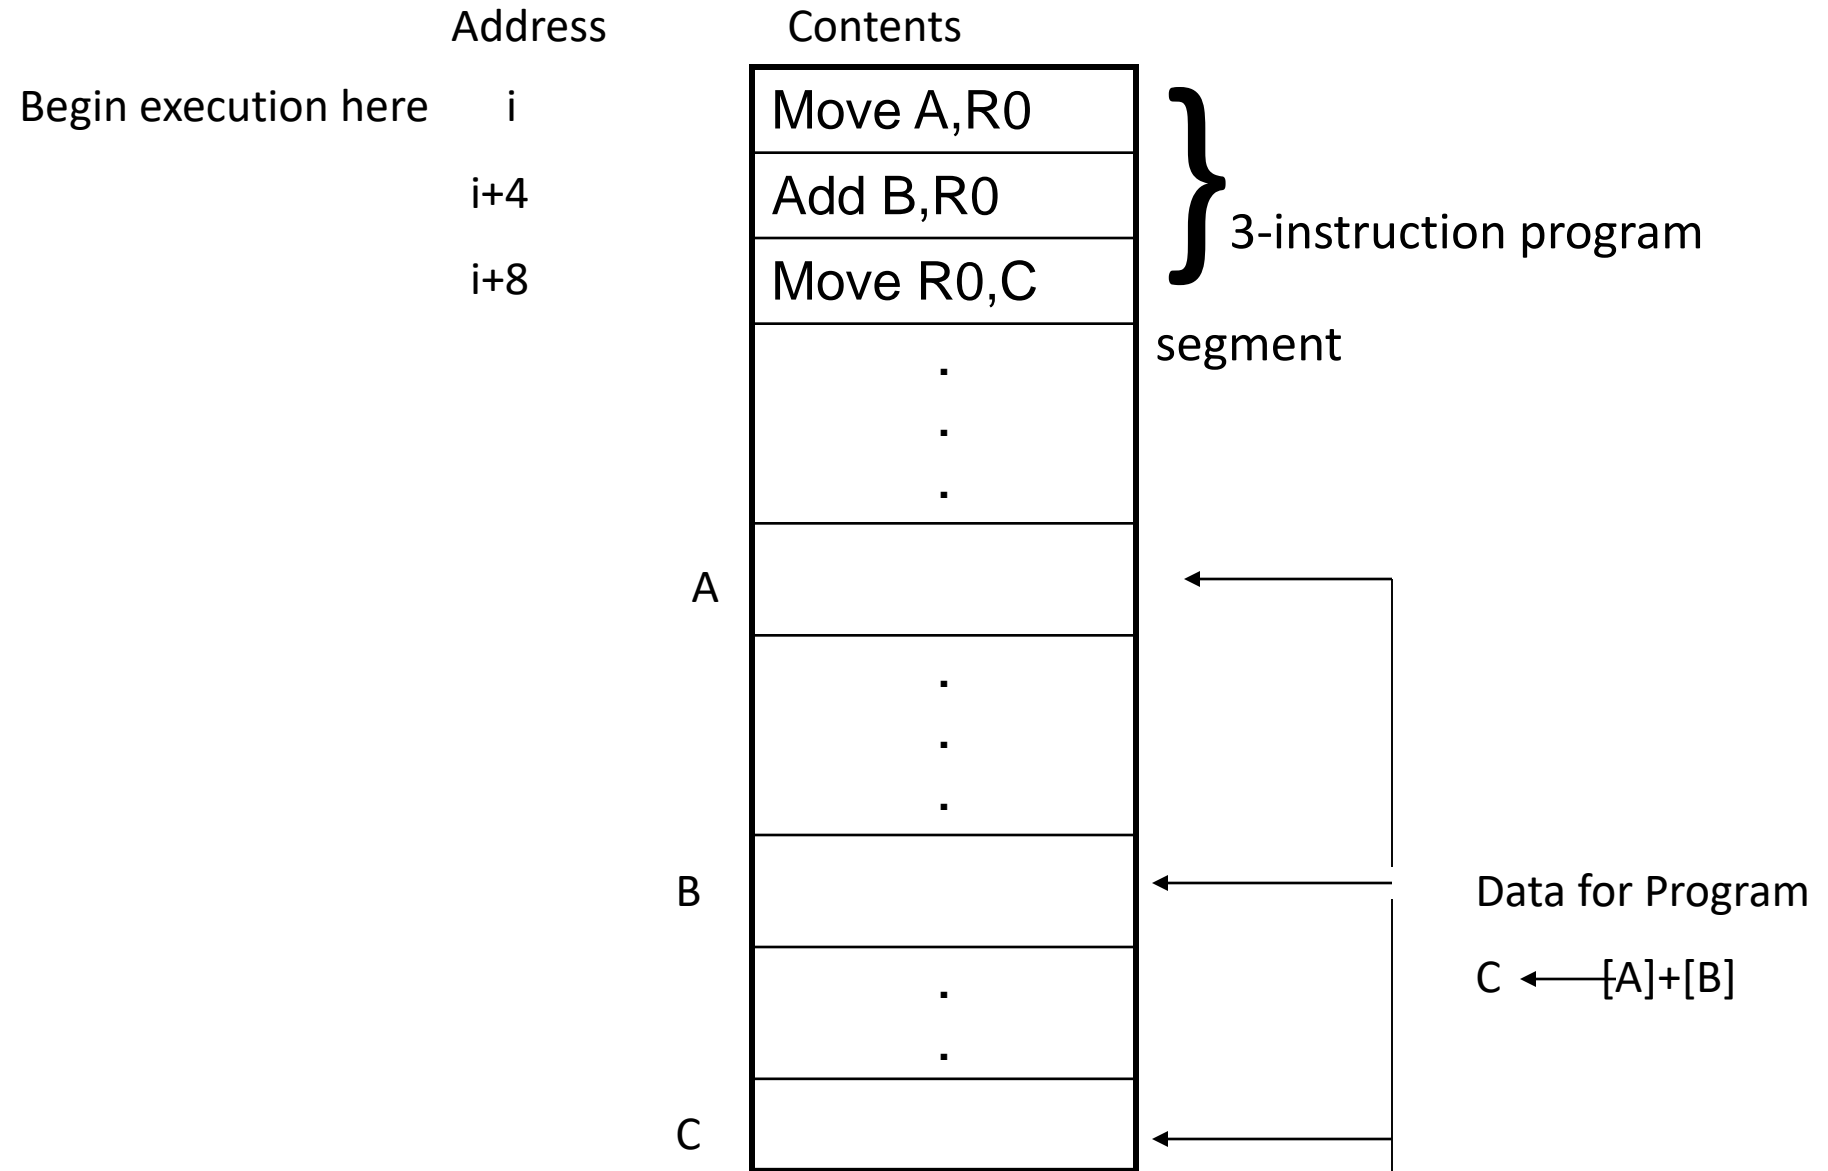 Address Contents
Begin execution here i Move A,R0
i+4 Add B,R0
3-instruction program
i+8 Move R0,C
segment
.
.
.
A
.
.
.
B Data for Program
C [A]+[B]
.
.
C